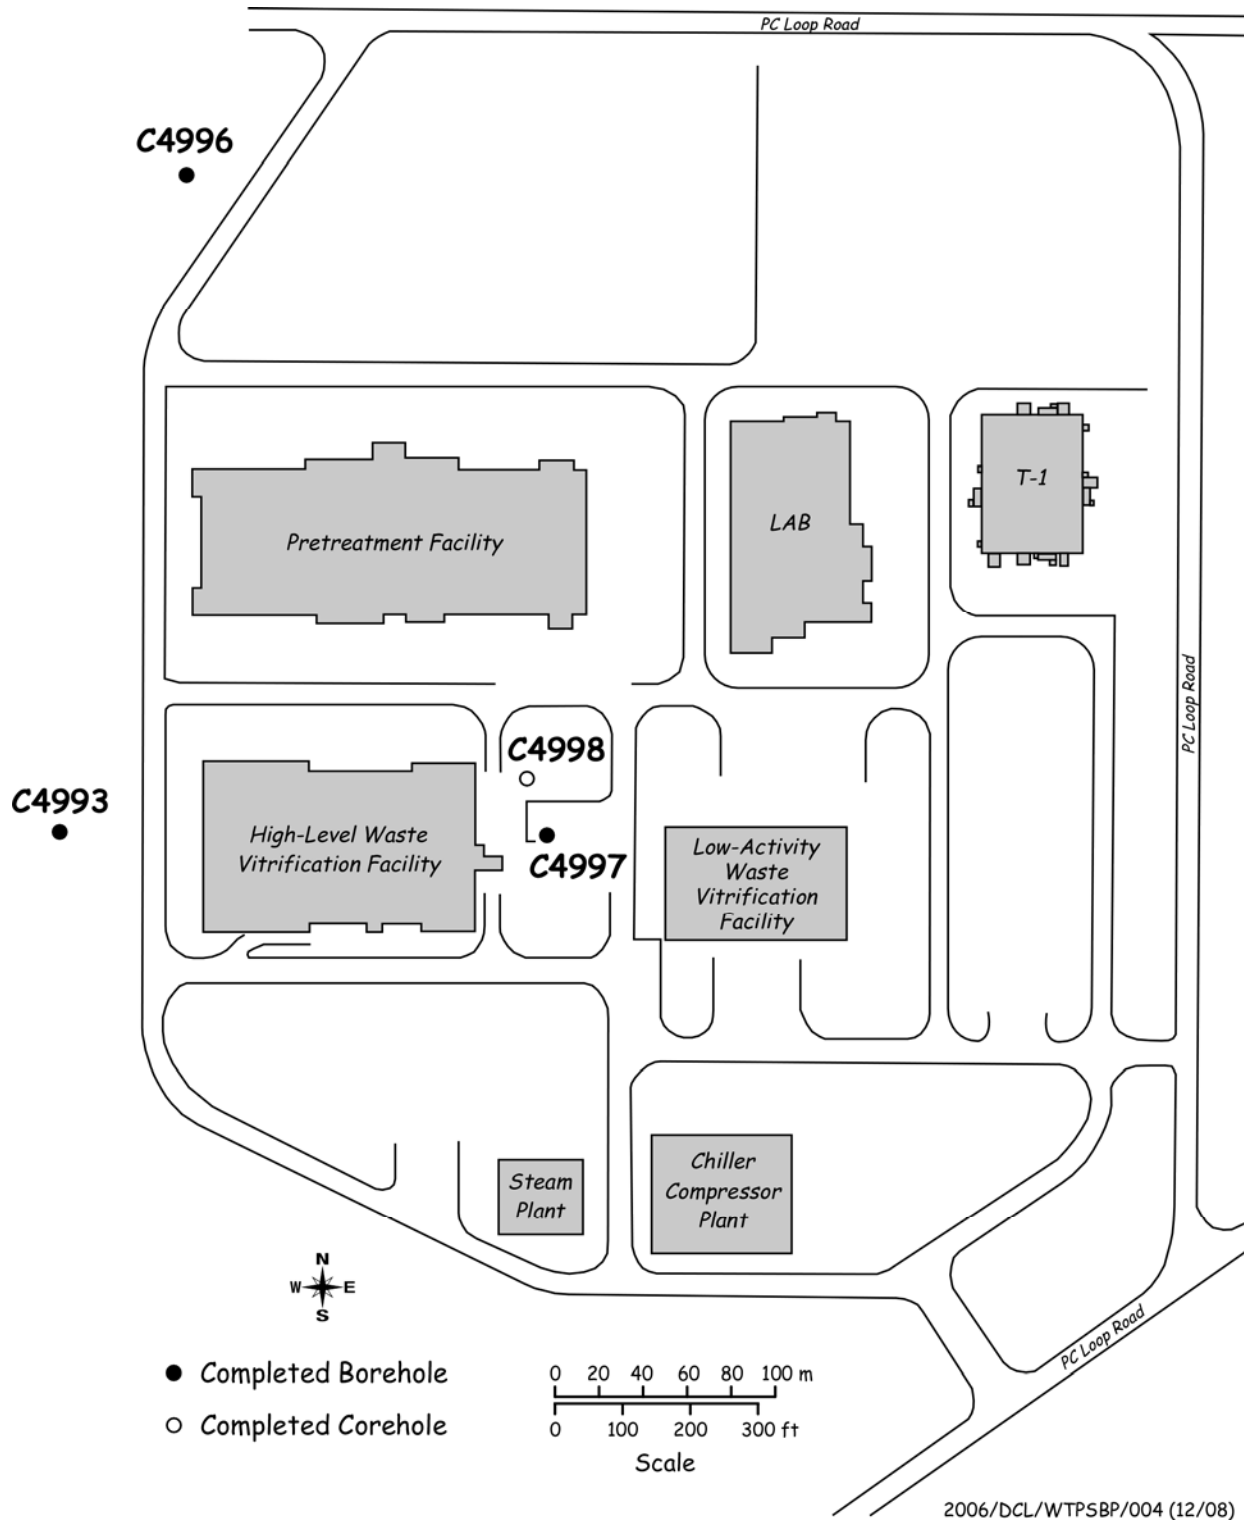 PC Loop Road
C4996
Pretreatment Facility
LAB
T-1
PC Loop Road
C4998
C4993
High-Level Waste
Vitrification Facility
C4997
Low-Activity
Waste
Vitrification
Facility
Steam
Plant
Chiller
Compressor
Plant
N
W E
S
PC Loop Road
Completed Borehole
Completed Corehole
0 20 40 60 80 100 m
0 100 200 300 ft
Scale
2006/DCL/WTPSBP/004 (12/08)